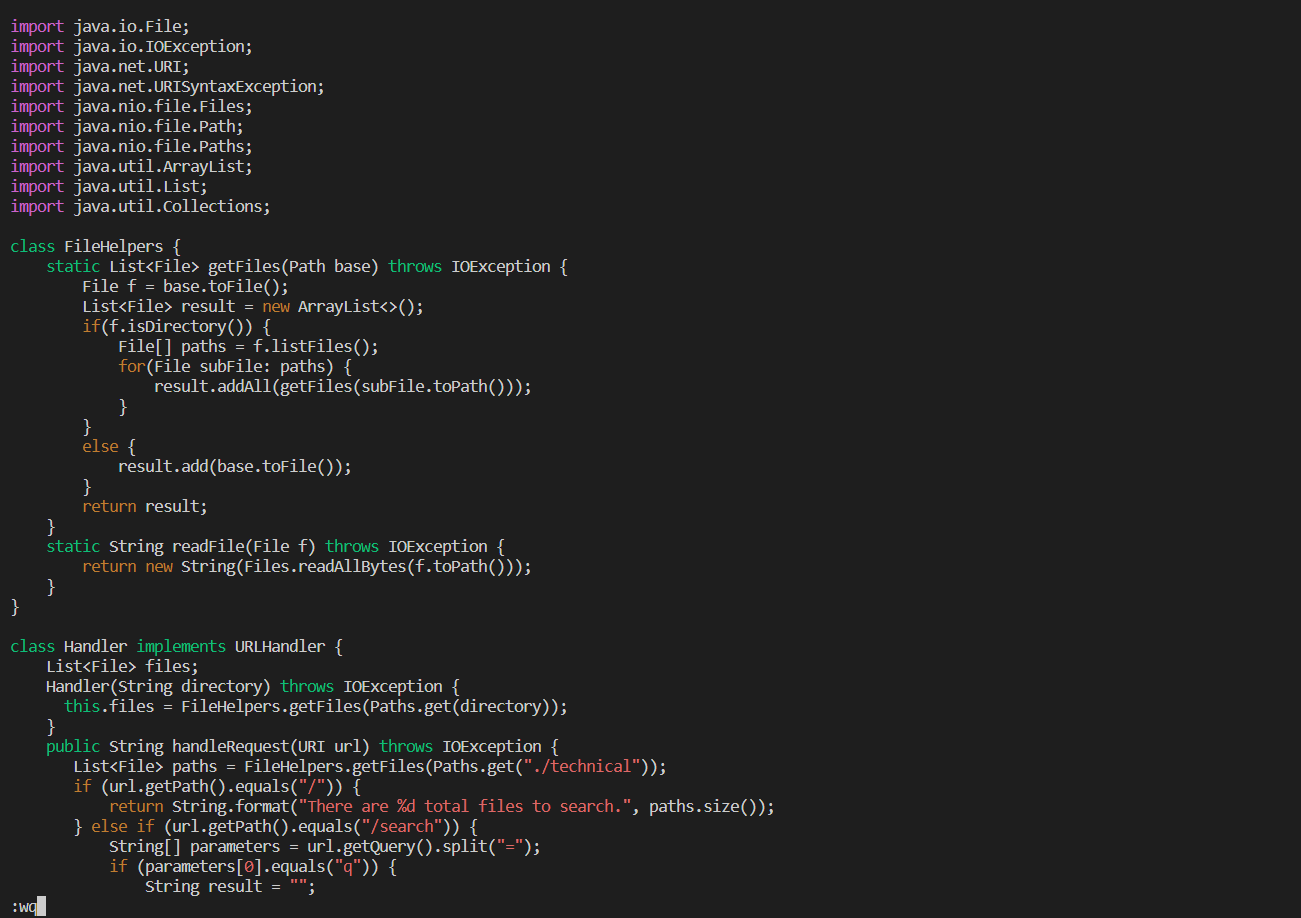 import java.io.File;
import java.io.IOException;
import java.net.URI;
import java.net.URISyntaxException;
import java.nio.file.Files;
import java.nio.file.Path;
import java.nio.file.Paths;
import java.util.ArrayList;
import java.util.List;
import java.util.Collections;

class FileHelpers {
    static List<File> getFiles(Path base) throws IOException {
        File f = base.toFile();
        List<File> result = new ArrayList<>();
        if(f.isDirectory()) {
            File[] paths = f.listFiles();
            for(File subFile: paths) {
                result.addAll(getFiles(subFile.toPath()));
            }
        }
        else {
            result.add(base.toFile());
        }
        return result;
    }
    static String readFile(File f) throws IOException {
        return new String(Files.readAllBytes(f.toPath()));
    }
}

class Handler implements URLHandler {
    List<File> files;
    Handler(String directory) throws IOException {
      this.files = FileHelpers.getFiles(Paths.get(directory));
    }
    public String handleRequest(URI url) throws IOException {
       List<File> paths = FileHelpers.getFiles(Paths.get("./technical"));
       if (url.getPath().equals("/")) {
           return String.format("There are %d total files to search.", paths.size());
       } else if (url.getPath().equals("/search")) {
           String[] parameters = url.getQuery().split("=");
           if (parameters[0].equals("q")) {
               String result = "";
:wq